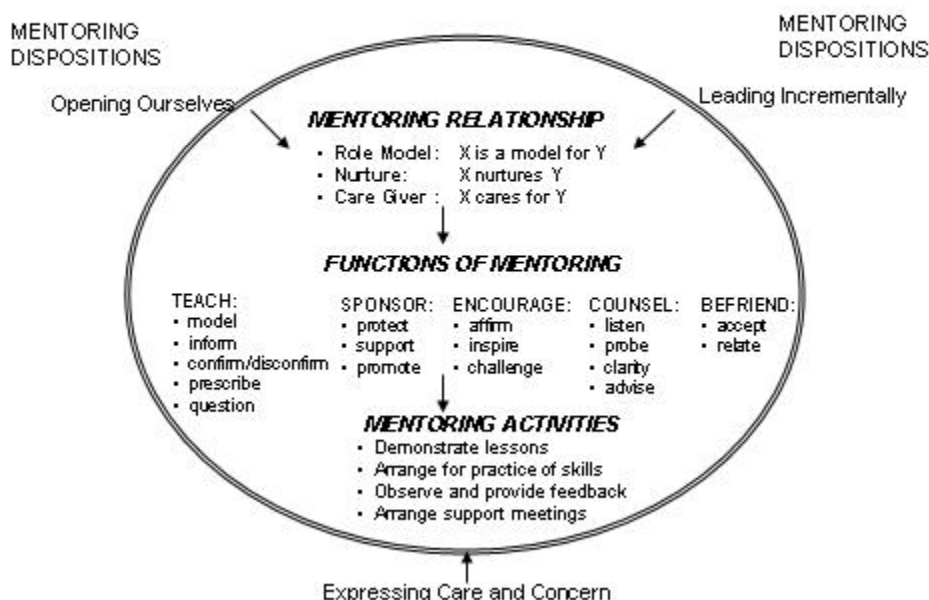 MENTORING
DISPOSITIONS
MENTORING
DISPOSITIONS
Opening Ourselves
Leading Incrementally
MENTORING RELATIONSHIP
• Role Model: X is a model for Y
• Nurture: X nurtures Y
• Care Giver : X cares for Y
FUNCTIONS OF MENTORING
TEACH:
• model
• inform
• confirm/disconfirm
• prescribe
• question
SPONSOR:
• protect
• support
• promote
ENCOURAGE:
• affirm
• inspire
• challenge
COUNSEL:
• listen
• probe
• clarity
• advise
BEFRIEND:
• accept
• relate
MENTORING ACTIVITIES
• Demonstrate lessons
• Arrange for practice of skills
• Observe and provide feedback
• Arrange support meetings
Expressing Care and Concern